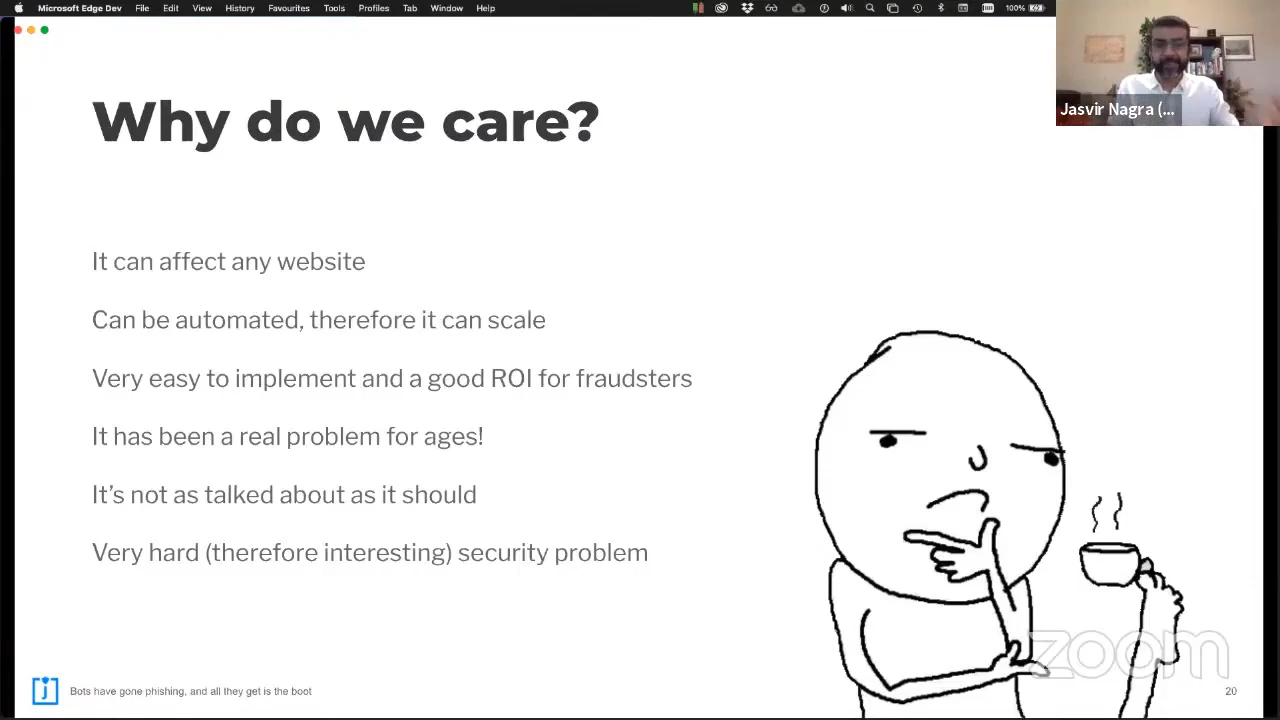 Microsoft Edge Dev File Edit View History Favourites Tools Profiles Tab Window Help 100%
Jasvir Nagra (...
Why do we care?
It can affect any website
Can be automated, therefore it can scale
Very easy to implement and a good ROI for fraudsters
It has been a real problem for ages!
It’s not as talked about as it should
Very hard (therefore interesting) security problem
zoom
j Bots have gone phishing, and all they get is the boot
20